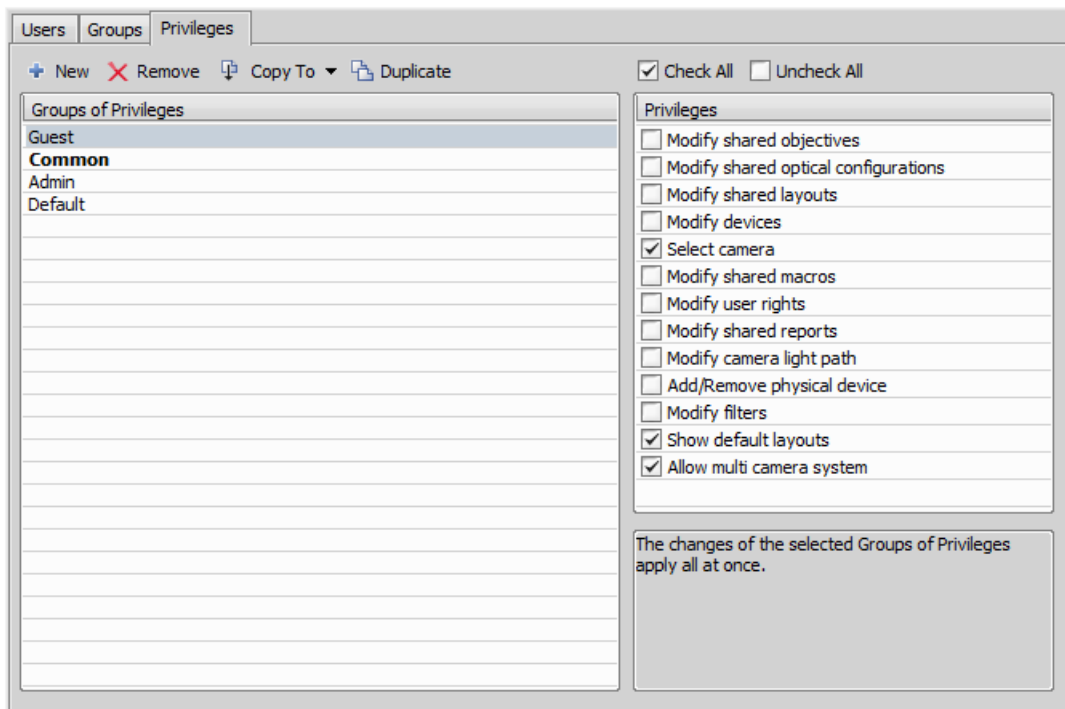 Users Groups Privileges
New Remove Copy To Duplicate
Check All Uncheck All
Groups of Privileges
Guest
Common
Admin
Default
Privileges
Modify shared objectives
Modify shared optical configurations
Modify shared layouts
Modify devices
Select camera
Modify shared macros
Modify user rights
Modify shared reports
Modify camera light path
Add/Remove physical device
Modify filters
Show default layouts
Allow multi camera system
The changes of the selected Groups of Privileges
apply all at once.